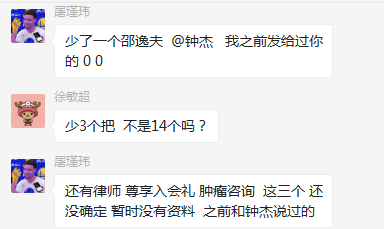 屠瑾玮
少了一个邵逸夫 @钟杰 我之前发给过你
的 0 0
徐敏超
少3个把 不是14个吗？
屠瑾玮
还有律师 尊享入会礼 肿瘤咨询 这三个 还
没确定 暂时没有资料 之前和钟杰说过的